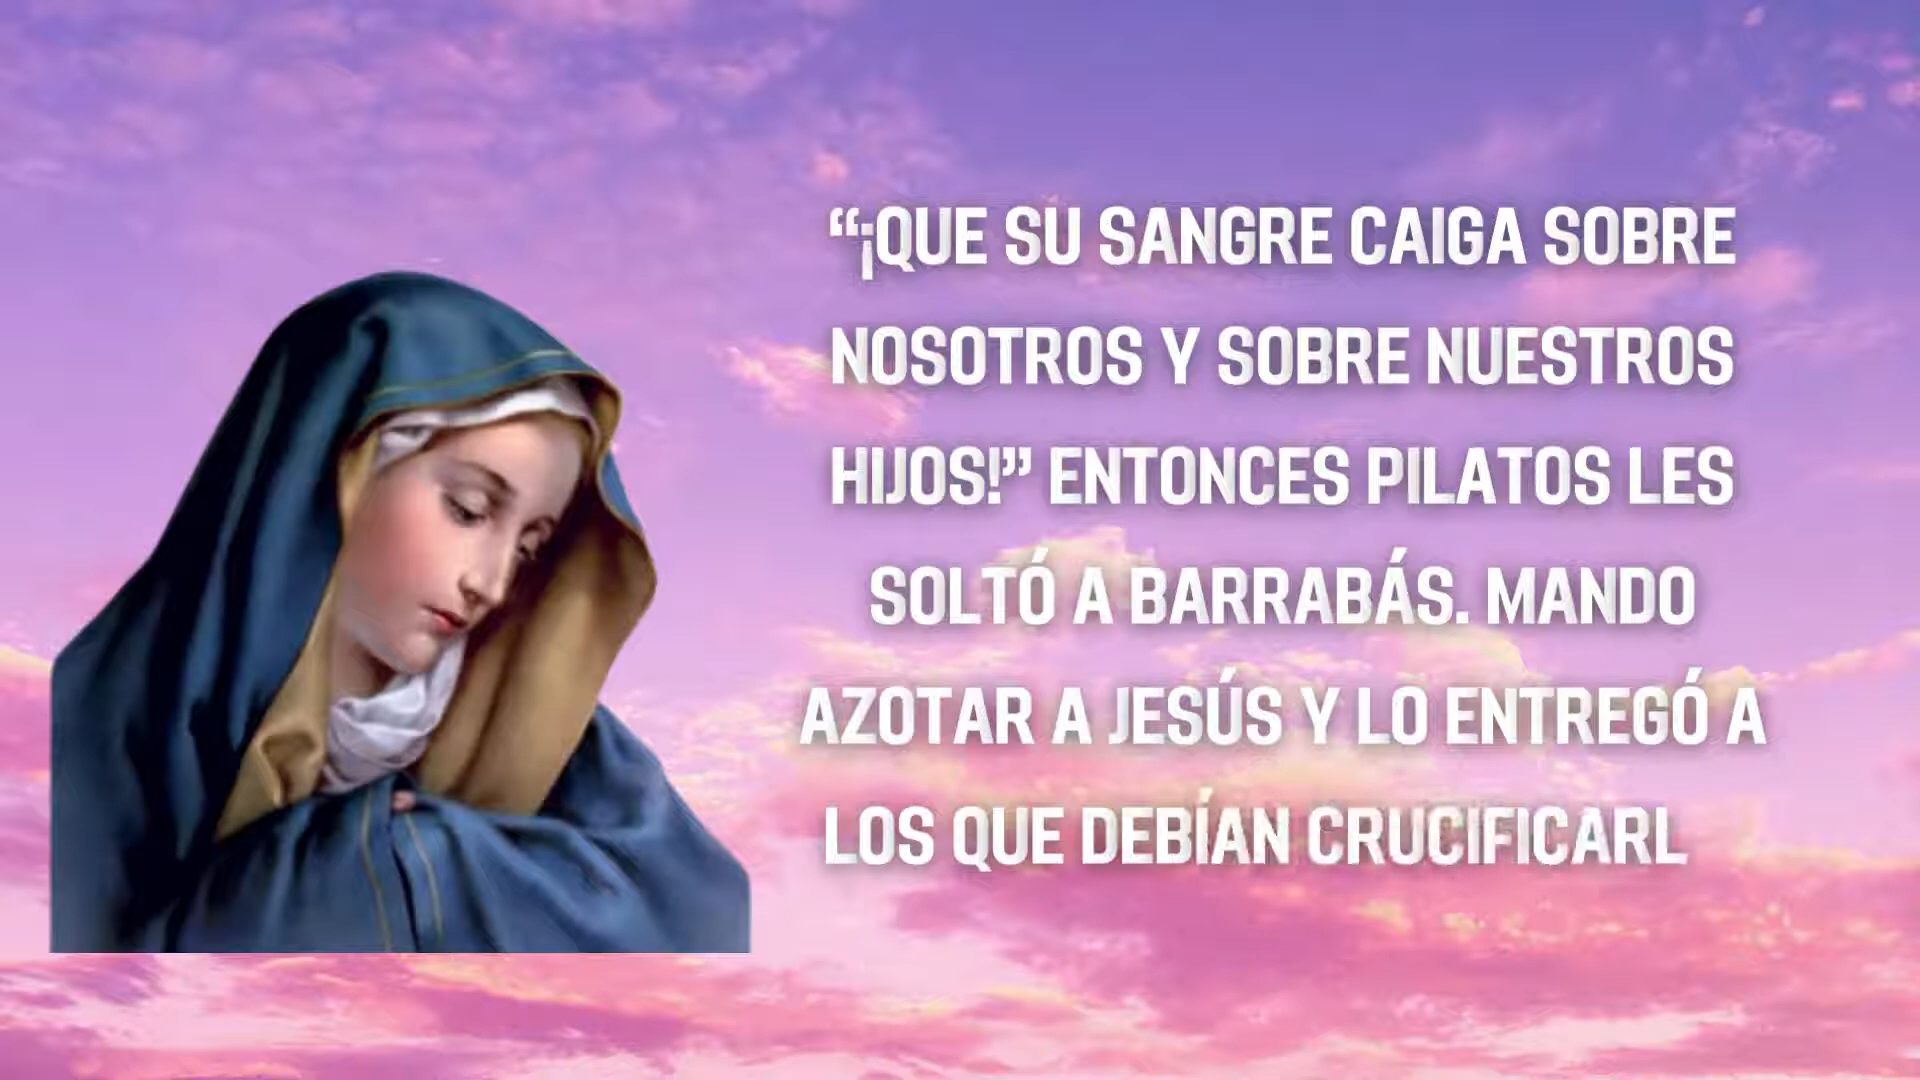 “¡QUE SU SANGRE CAIGA SOBRE
NOSOTROS Y SOBRE NUESTROS
HIJOS!” ENTONCES PILATOS LES
SOLTÓ A BARRABÁS. MANDO
AZOTAR A JESÚS Y LO ENTREGÓ A
LOS QUE DEBÍAN CRUCIFICARL